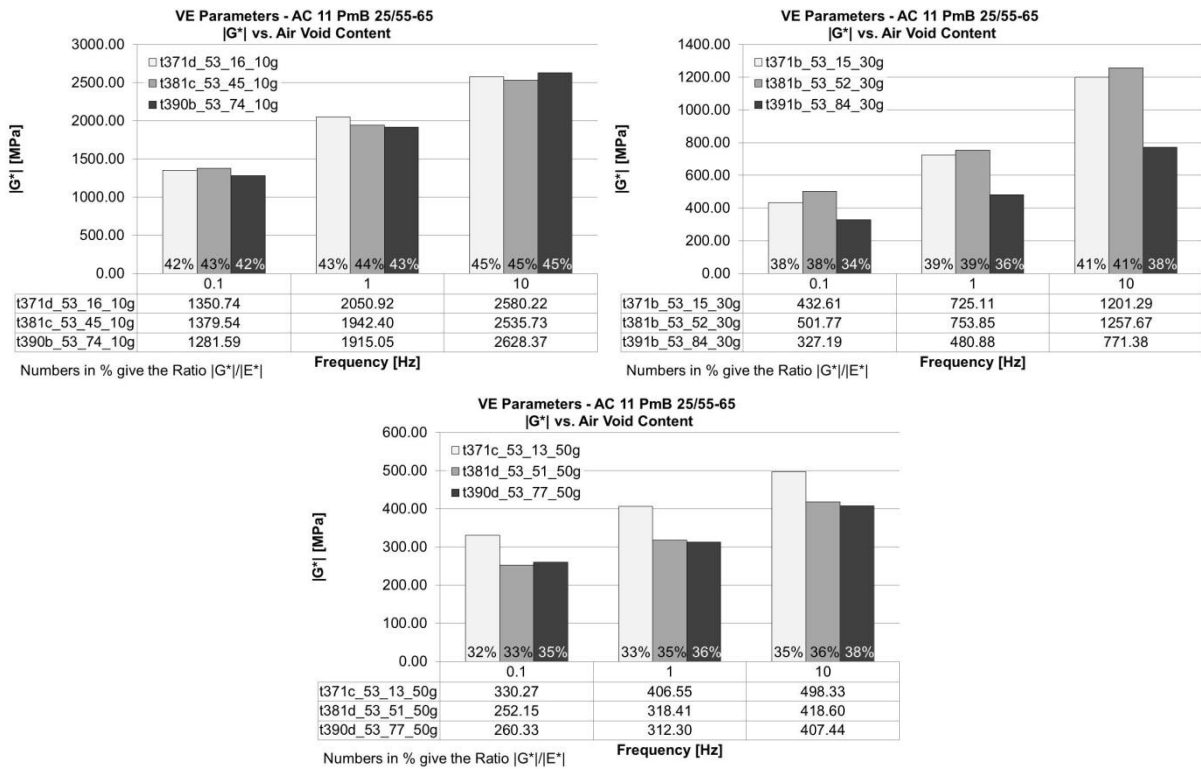 VE Parameters - AC 11 PmB 25/55-65
|G*| vs. Air Void Content
3000.00
2500.00
2000.00
1500.00
1000.00
500.00
0.00
|G*| [MPa]
t371d_53_16_10g
t381c_53_45_10g
t390b_53_74_10g
42% 43% 42% 43% 44% 43% 45% 45% 45%
0.1 1 10
t371d_53_16_10g 1350.74 2050.92 2580.22
t381c_53_45_10g 1379.54 1942.40 2535.73
t390b_53_74_10g 1281.59 1915.05 2628.37
Numbers in % give the Ratio |G*|/|E*|
Frequency [Hz]
VE Parameters - AC 11 PmB 25/55-65
|G*| vs. Air Void Content
1400.00
1200.00
1000.00
800.00
600.00
400.00
200.00
0.00
|G*| [MPa]
t371b_53_15_30g
t381b_53_52_30g
t391b_53_84_30g
38% 38% 34% 39% 39% 36% 41% 41% 38%
0.1 1 10
t371b_53_15_30g 432.61 725.11 1201.29
t381b_53_52_30g 501.77 753.85 1257.67
t391b_53_84_30g 327.19 480.88 771.38
Numbers in % give the Ratio |G*|/|E*|
Frequency [Hz]
VE Parameters - AC 11 PmB 25/55-65
|G*| vs. Air Void Content
600.00
500.00
400.00
300.00
200.00
100.00
0.00
|G*| [MPa]
t371c_53_13_50g
t381d_53_51_50g
t390d_53_77_50g
32% 33% 35% 33% 35% 36% 35% 36% 38%
0.1 1 10
t371c_53_13_50g 330.27 406.55 498.33
t381d_53_51_50g 252.15 318.41 418.60
t390d_53_77_50g 260.33 312.30 407.44
Numbers in % give the Ratio |G*|/|E*|
Frequency [Hz]